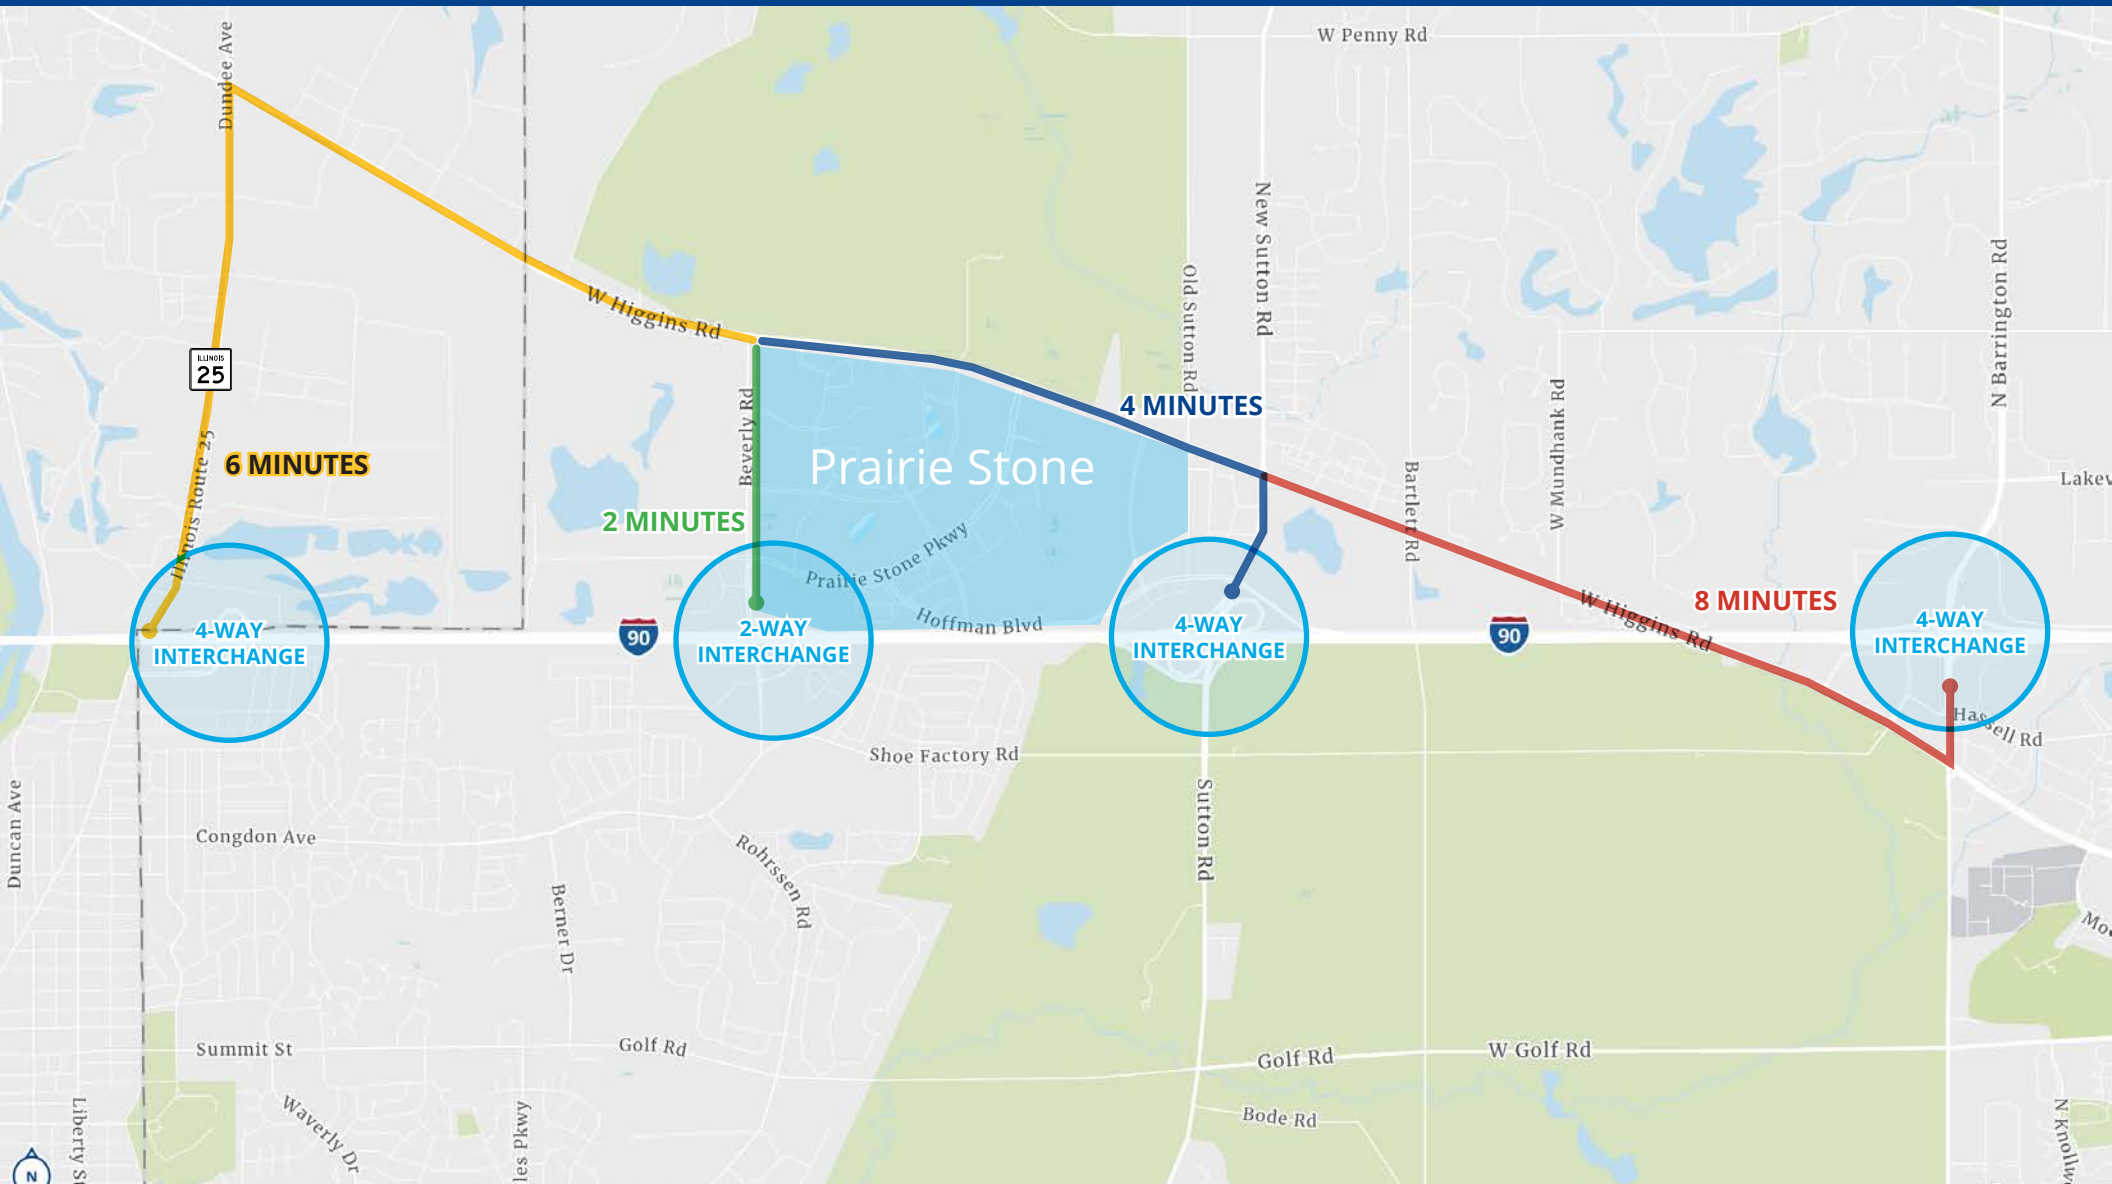 Dundee Ave
W Penny Rd
New Sutton Rd
Old Sutton Rd
N Barrington Rd
W Higgins Rd
ILLINOIS
25
Beverly Rd
4 MINUTES
W Mundhank Rd
Illinois Route 25
6 MINUTES
Prairie Stone
Bartlett Rd
2 MINUTES
Prairie Stone Pkwy
Hoffman Blvd
8 MINUTES
W Higgins Rd
4-WAY
INTERCHANGE
90
2-WAY
INTERCHANGE
4-WAY
INTERCHANGE
90
4-WAY
INTERCHANGE
Hassell Rd
Shoe Factory Rd
Duncan Ave
Congdon Ave
Rohrssen Rd
Sutton Rd
Berner Dr
Summit St
Golf Rd
Golf Rd
W Golf Rd
Waverly Dr
Bode Rd
Liberty St
les Pkwy
N